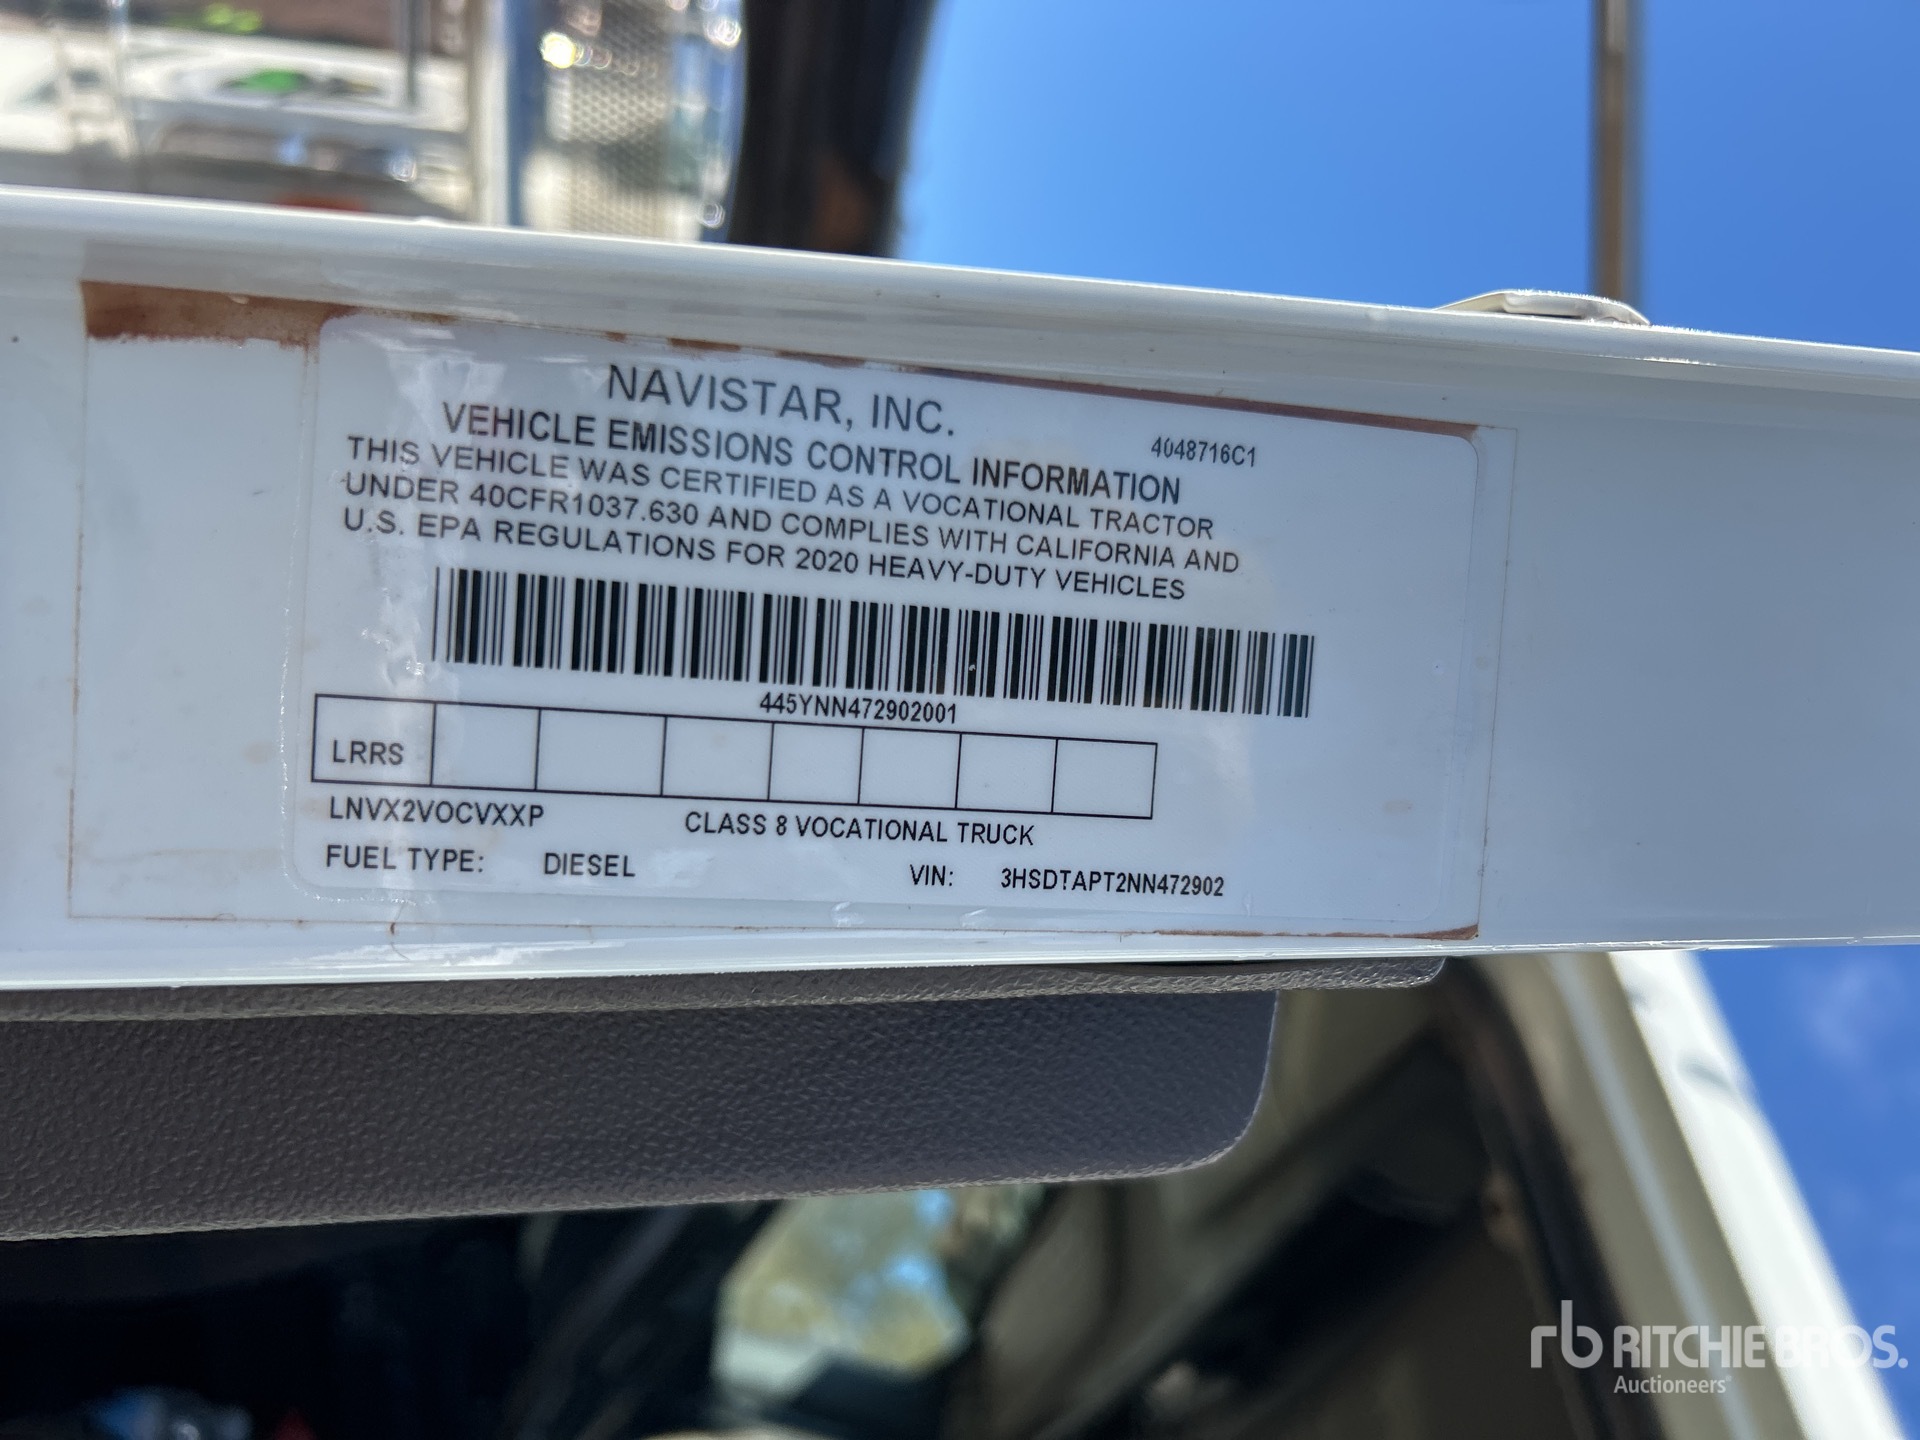 NAVISTAR, INC.
VEHICLE EMISSIONS CONTROL INFORMATION
4048716C1
THIS VEHICLE WAS CERTIFIED AS A VOCATIONAL TRACTOR
UNDER 40CFR1037.630 AND COMPLIES WITH CALIFORNIA AND
U.S. EPA REGULATIONS FOR 2020 HEAVY-DUTY VEHICLES
445YNN472902001
LRRS
LNVX2VOCVXXP CLASS 8 VOCATIONAL TRUCK
FUEL TYPE: DIESEL VIN: 3HSDTAPT2NN472902
rb RITCHIE BROS.
Auctioneers